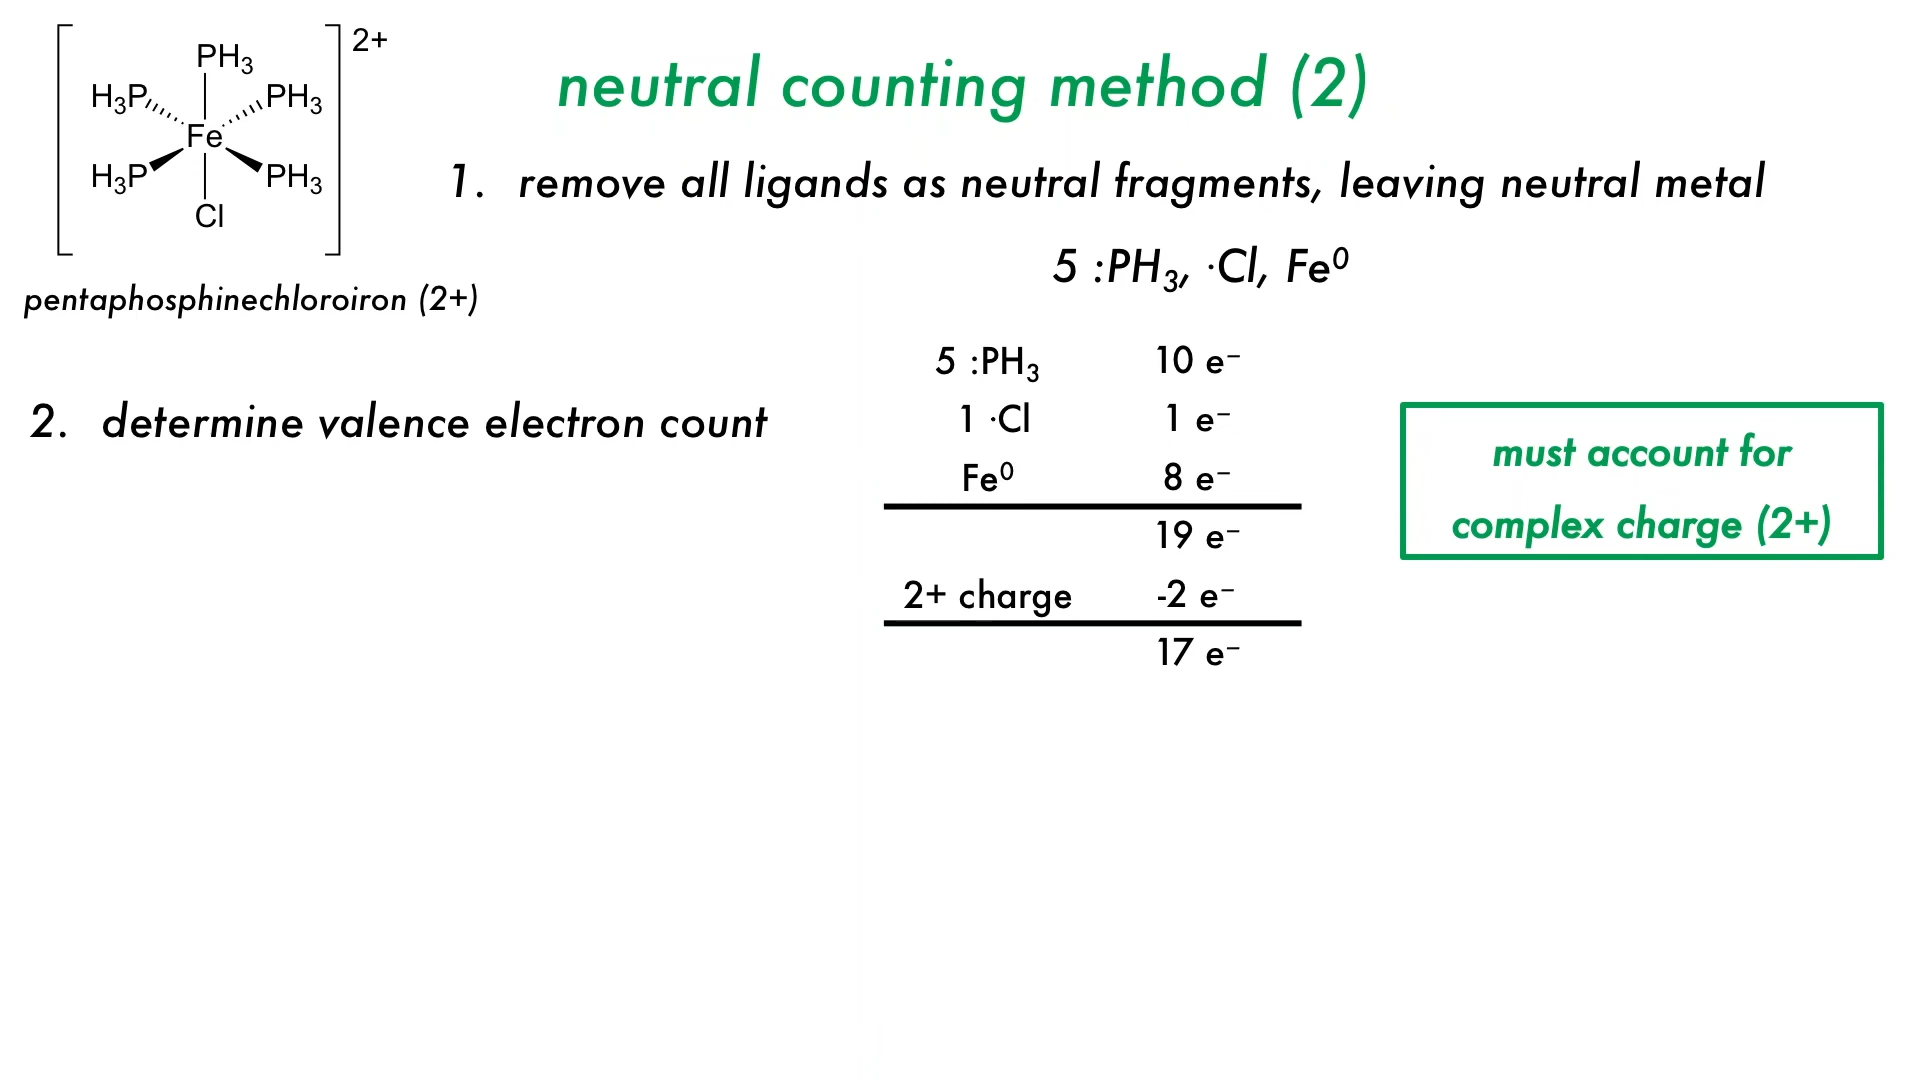 2+
neutral counting method (2)
PH₃
H₃P PH₃
Fe
H₃P PH₃
Cl
1. remove all ligands as neutral fragments, leaving neutral metal
5 :PH₃, ·Cl, Fe⁰
pentaphosphinechloroiron (2+)
5 :PH₃ 10 e⁻
2. determine valence electron count
1 ·Cl 1 e⁻
Fe⁰ 8 e⁻
19 e⁻
2+ charge -2 e⁻
17 e⁻
must account for
complex charge (2+)